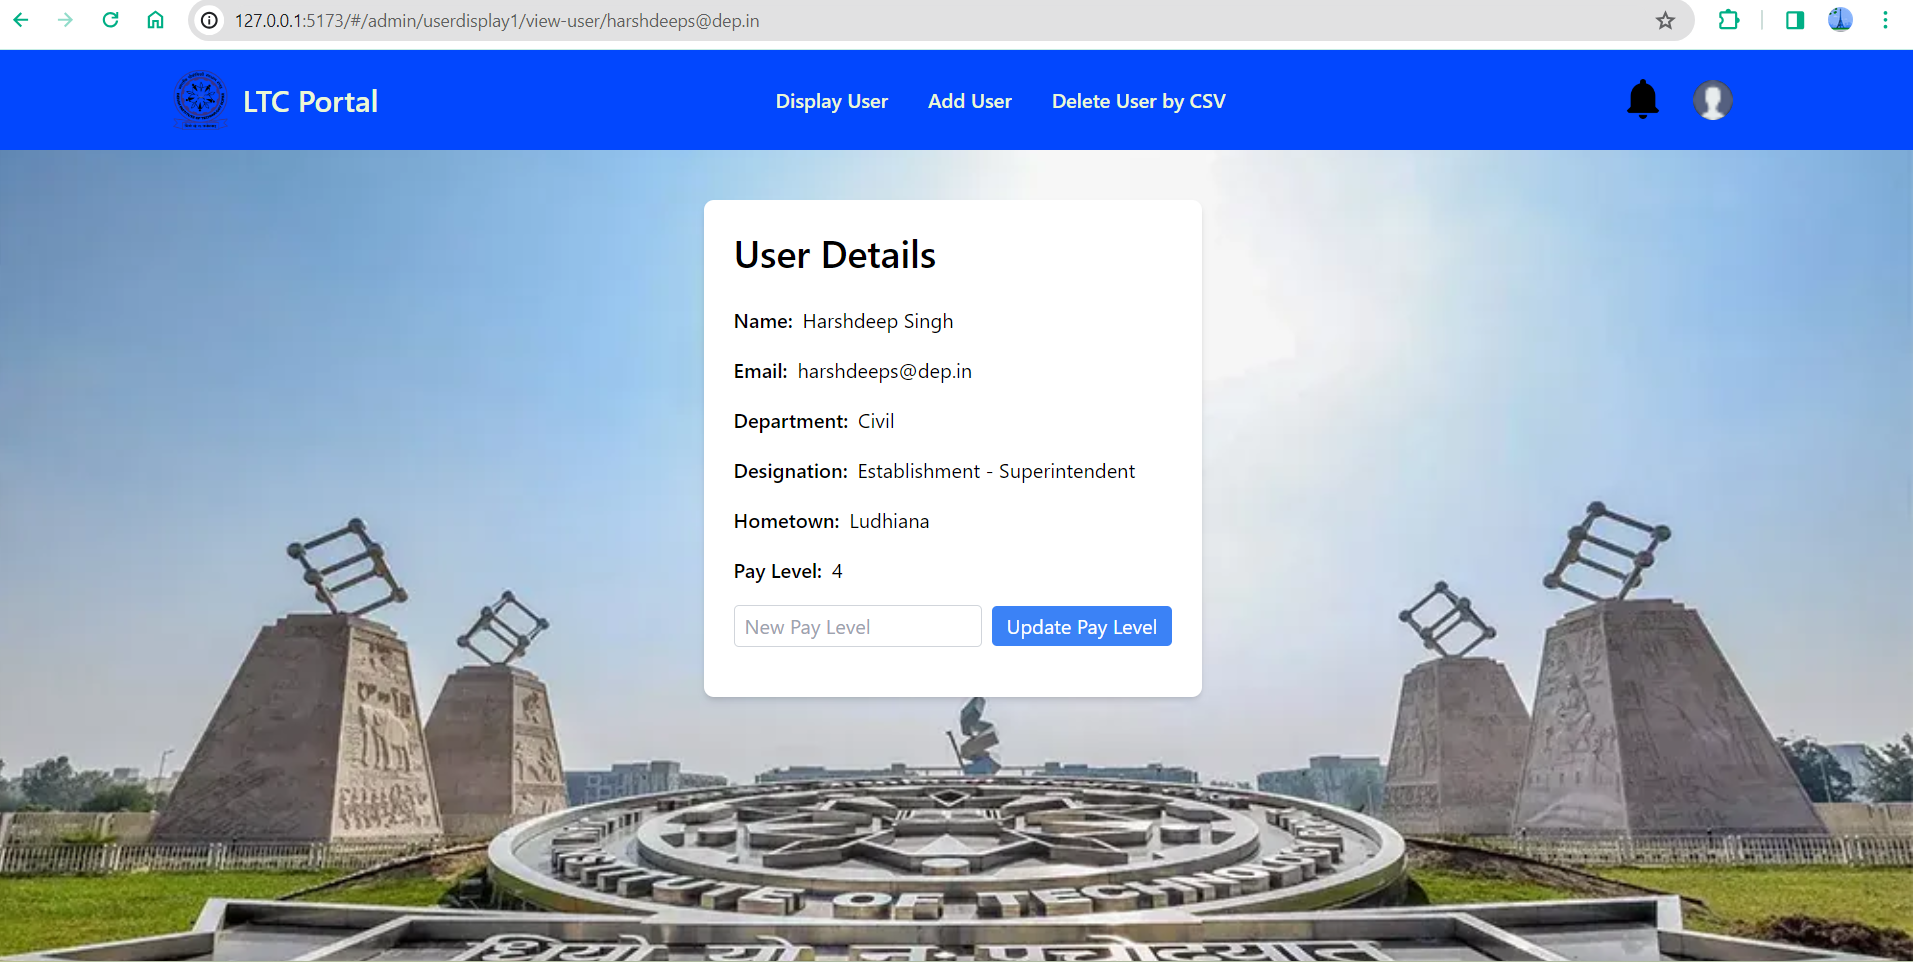 127.0.0.1:5173/#/admin/userdisplay1/view-user/harshdeeps@dep.in
LTC Portal
Display User
Add User
Delete User by CSV
User Details
Name: Harshdeep Singh
Email: harshdeeps@dep.in
Department: Civil
Designation: Establishment - Superintendent
Hometown: Ludhiana
Pay Level: 4
New Pay Level
Update Pay Level
INSTITUTE OF TECHNOLOGY
धियो यो नः प्रचोदयात्